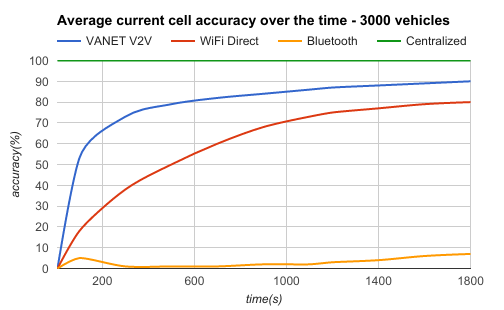 Average current cell accuracy over the time - 3000 vehicles
VANET V2V WiFi Direct Bluetooth Centralized
100
90
80
70
60
50
40
30
20
10
0
accuracy(%)
200 600 1000 1400 1800
time(s)